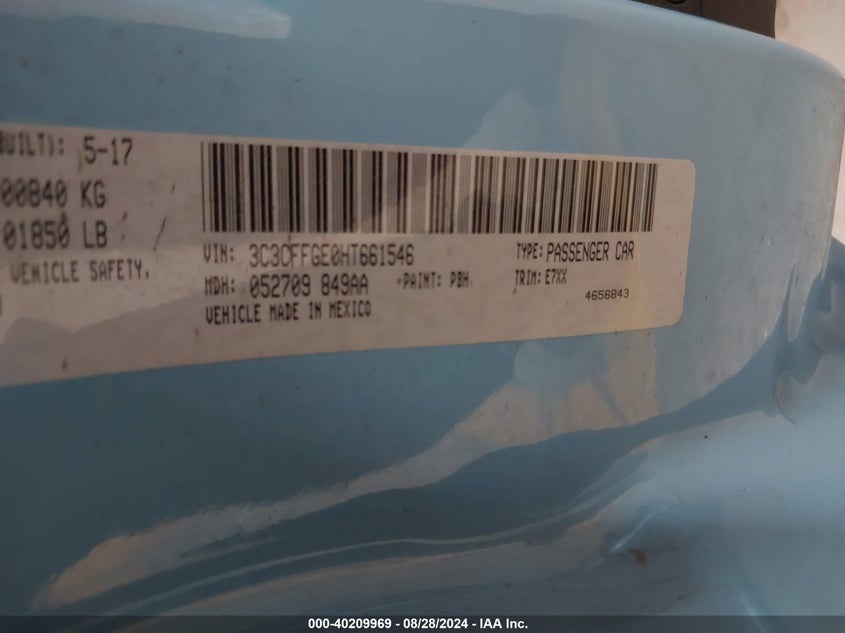 BUILT): 5-17
00840 KG
01850 LB
VEHICLE SAFETY,
VIN: 3C3CFFGE0HT661546 TYPE: PASSENGER CAR
MDH: 052709 849AA PAINT: PBH TRIM: E7XX
VEHICLE MADE IN MEXICO 4658843
000-40209969 - 08/28/2024 - IAA Inc.